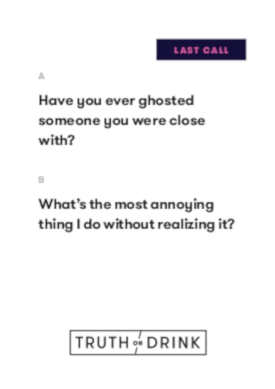 LAST CALL
A
Have you ever ghosted
someone you were close
with?
B
What's the most annoying
thing I do without realizing it?
TRUTH OR DRINK